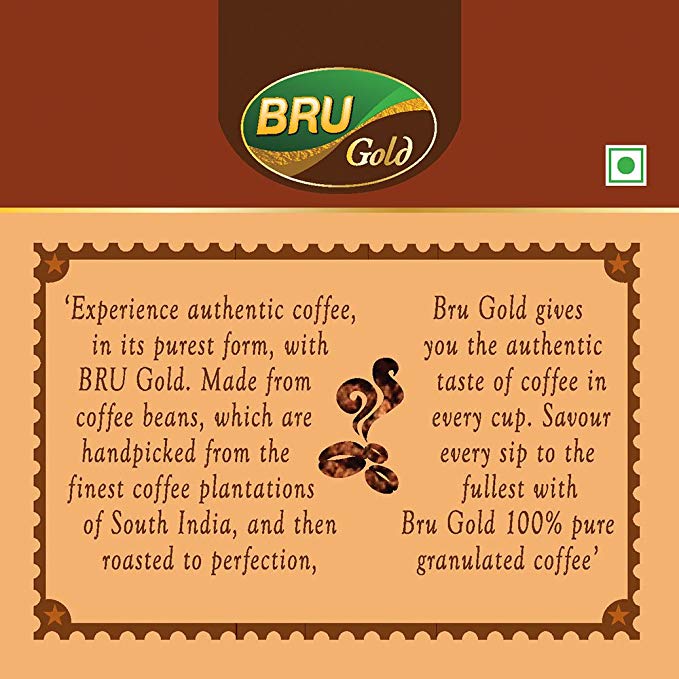 BRU
Gold
‘Experience authentic coffee,
in its purest form, with
BRU Gold. Made from
coffee beans, which are
handpicked from the
finest coffee plantations
of South India, and then
roasted to perfection,
Bru Gold gives
you the authentic
taste of coffee in
every cup. Savour
every sip to the
fullest with
Bru Gold 100% pure
granulated coffee’